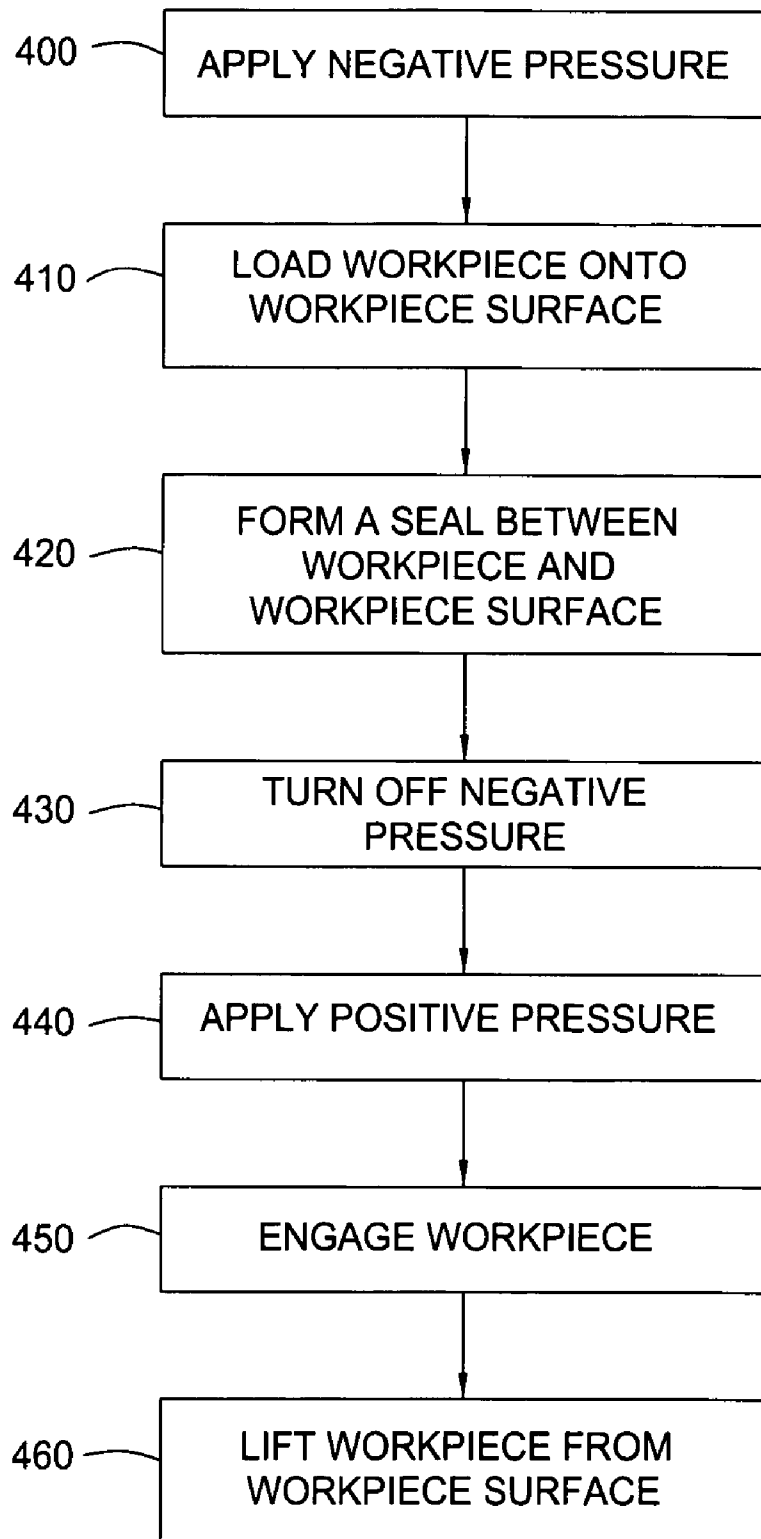 400
APPLY NEGATIVE PRESSURE
410
LOAD WORKPIECE ONTO
WORKPIECE SURFACE
420
FORM A SEAL BETWEEN
WORKPIECE AND
WORKPIECE SURFACE
430
TURN OFF NEGATIVE
PRESSURE
440
APPLY POSITIVE PRESSURE
450
ENGAGE WORKPIECE
460
LIFT WORKPIECE FROM
WORKPIECE SURFACE